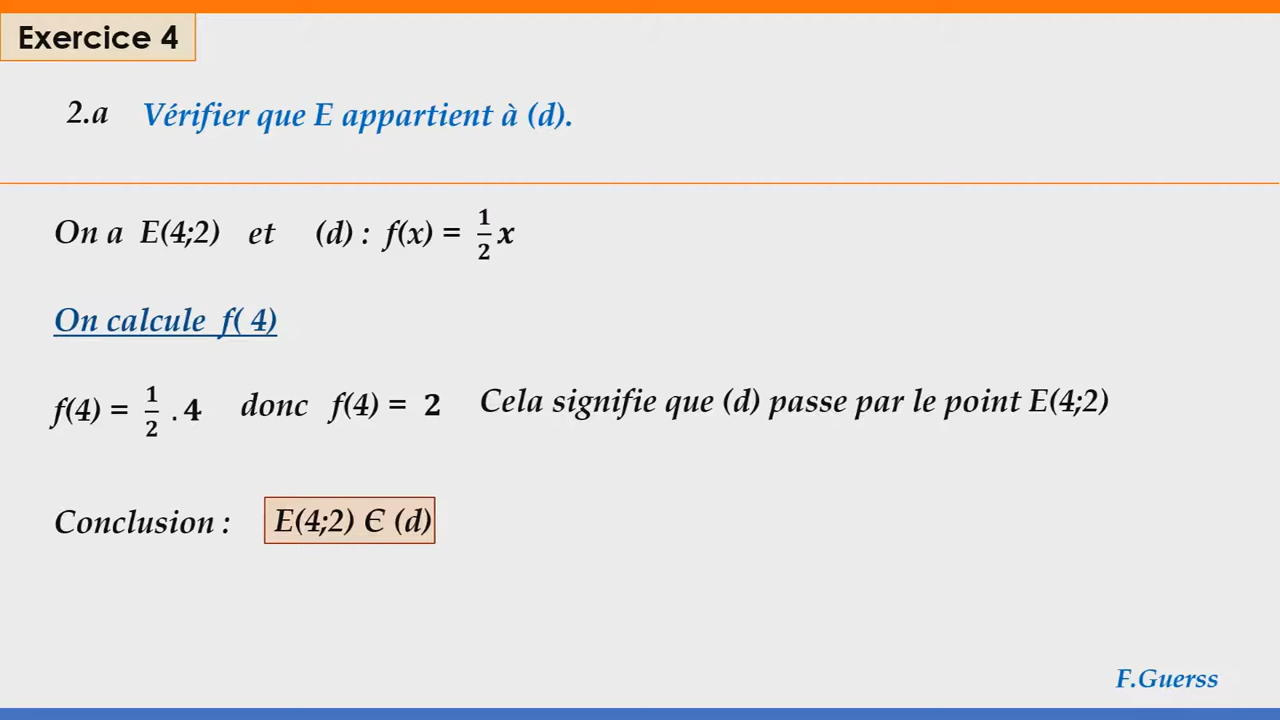 Exercice 4
2.a Vérifier que E appartient à (d).
On a E(4;2) et (d) : f(x) = 1/2 x
On calcule f( 4)
f(4) = 1/2 . 4 donc f(4) = 2 Cela signifie que (d) passe par le point E(4;2)
Conclusion : E(4;2) Є (d)
F.Guerss